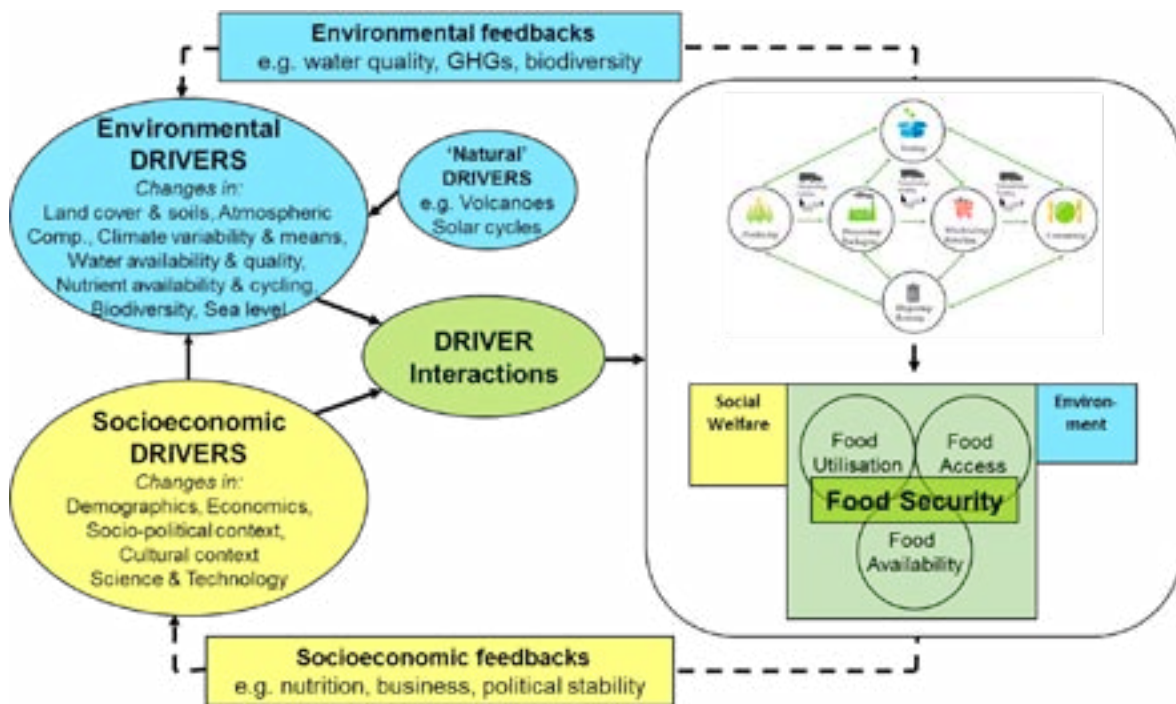 Environmental feedbacks
e.g. water quality, GHGs, biodiversity
Environmental
DRIVERS
Changes in:
Land cover & soils, Atmospheric
Comp., Climate variability & means,
Water availability & quality,
Nutrient availability & cycling,
Biodiversity, Sea level
'Natural'
DRIVERS
e.g. Volcanoes
Solar cycles
DRIVER
Interactions
Socioeconomic
DRIVERS
Changes in:
Demographics, Economics,
Socio-political context,
Cultural context
Science & Technology
Social
Welfare
Food
Utilisation
Food
Access
Environ-
ment
Food Security
Food
Availability
Socioeconomic feedbacks
e.g. nutrition, business, political stability